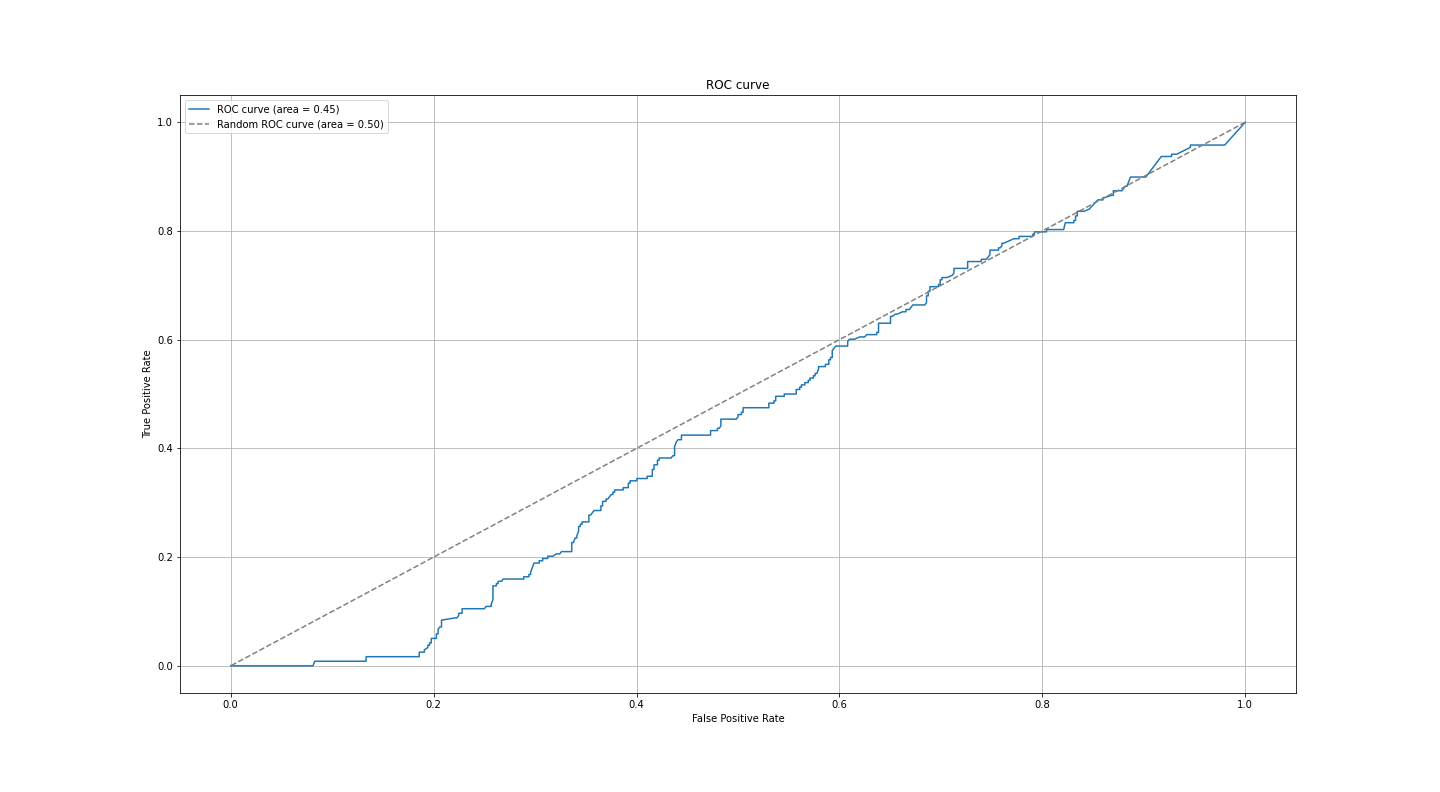 ROC curve
ROC curve (area = 0.45)
Random ROC curve (area = 0.50)
1.0
0.8
0.6
0.4
0.2
0.0
True Positive Rate
0.0 0.2 0.4 0.6 0.8 1.0
False Positive Rate